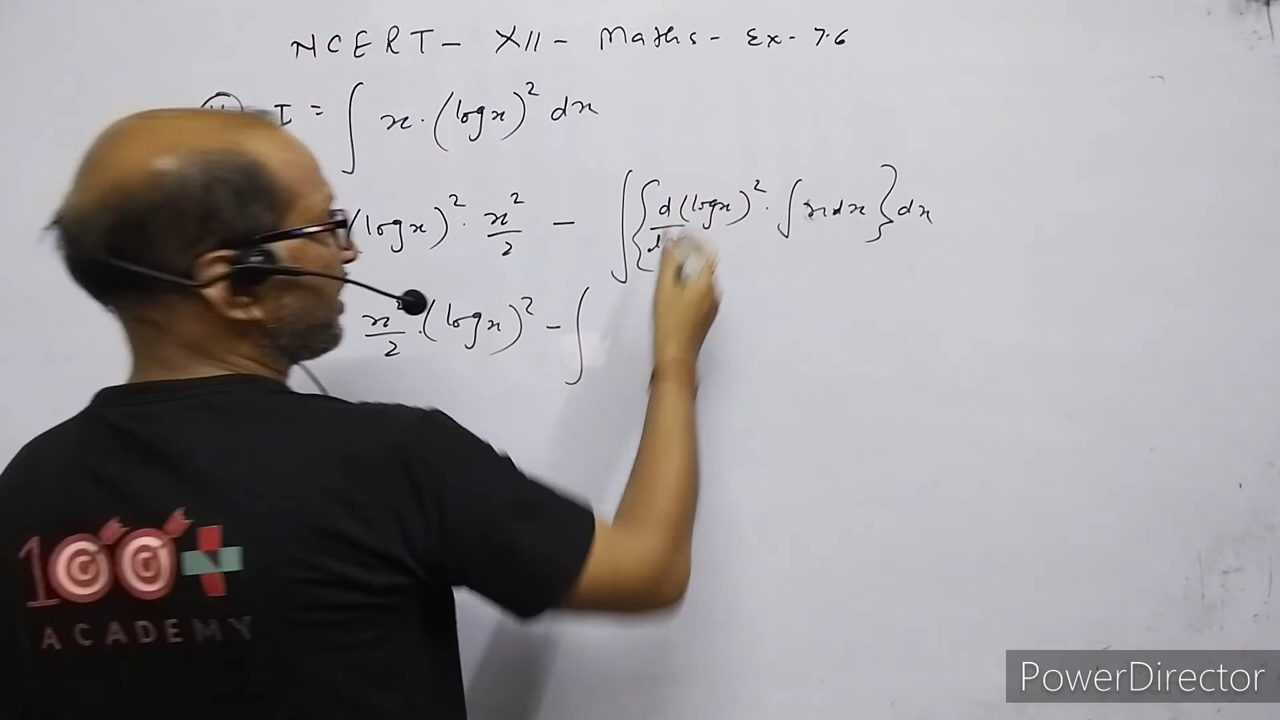 NCERT - XII - Maths - Ex - 7.6
I = ∫ x · (log x)² dx
(log x)² · x²/2 - ∫ { d/dx (log x)² · ∫ x dx } dx
x²/2 · (log x)² - ∫
100+
ACADEMY
PowerDirector